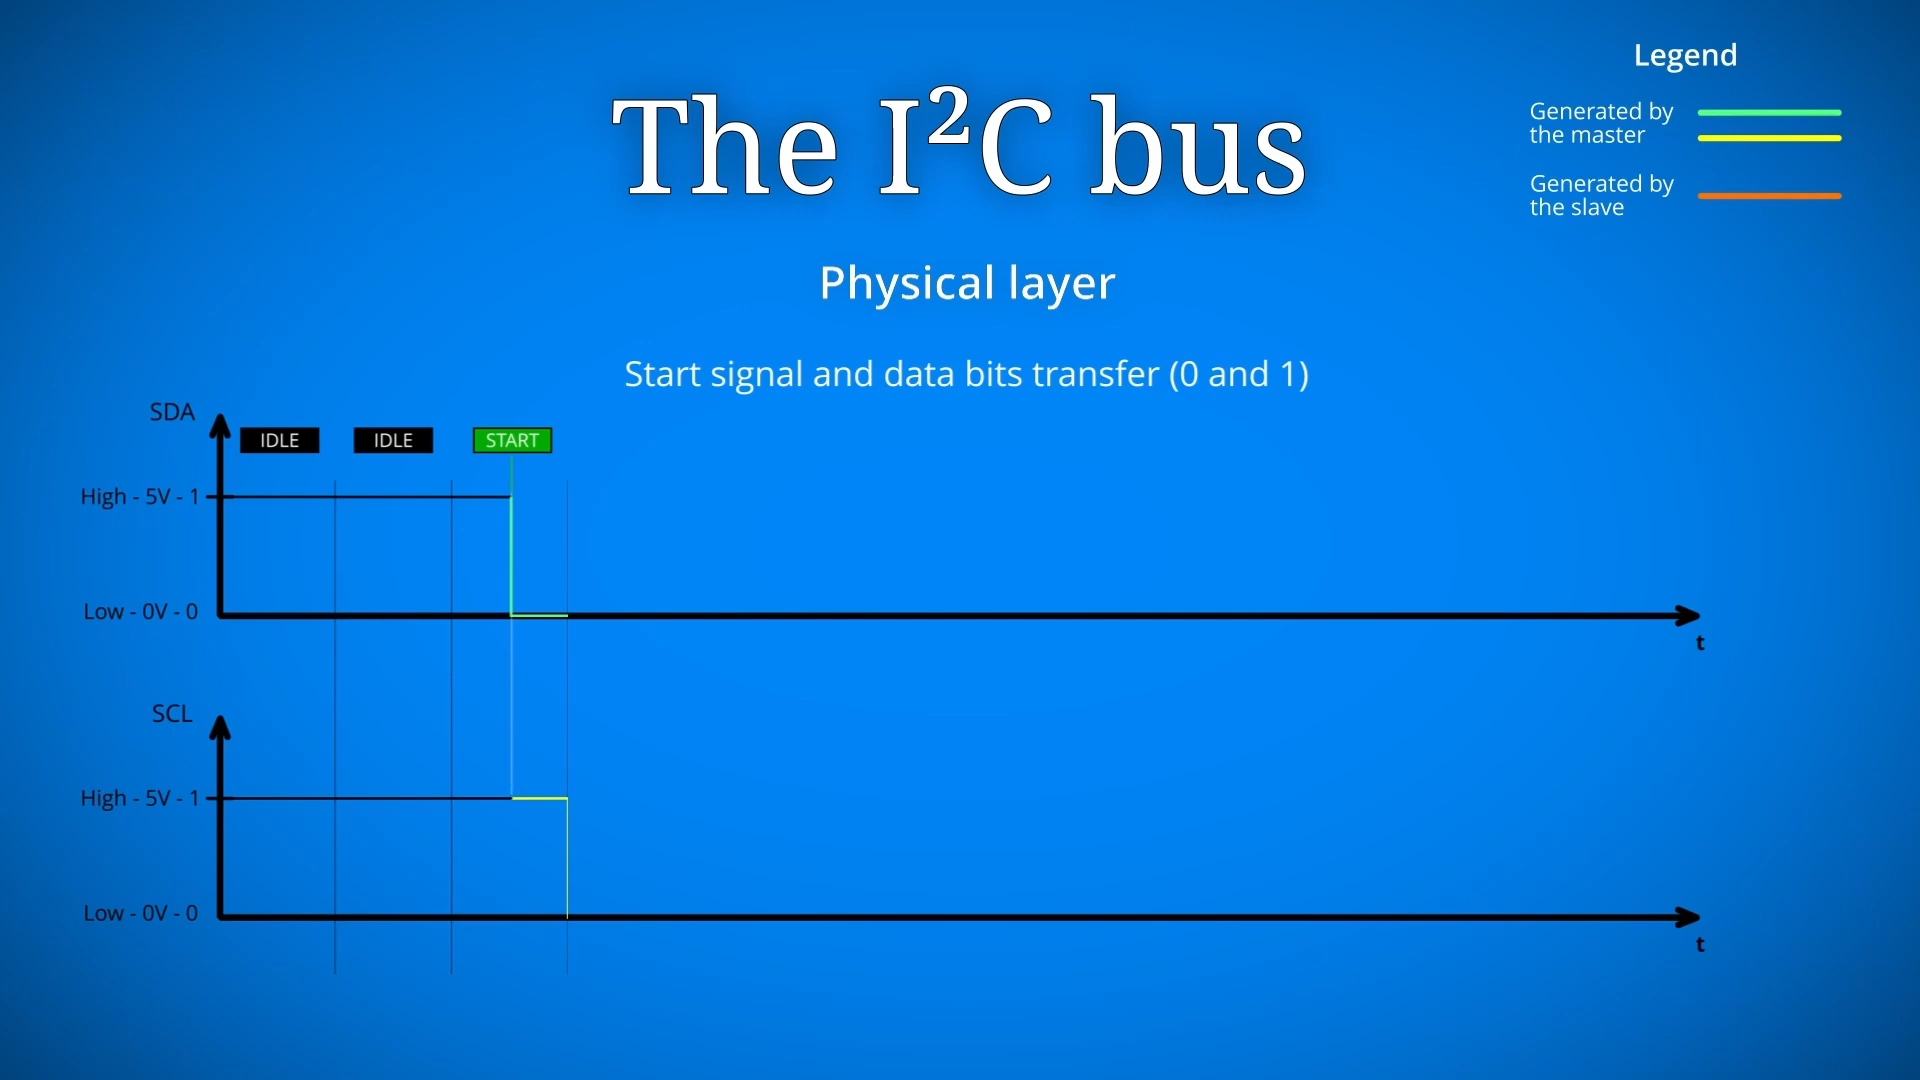 Legend
The I²C bus
Generated by
the master
Generated by
the slave
Physical layer
Start signal and data bits transfer (0 and 1)
SDA
IDLE IDLE START
High - 5V - 1
Low - 0V - 0
t
SCL
High - 5V - 1
Low - 0V - 0
t